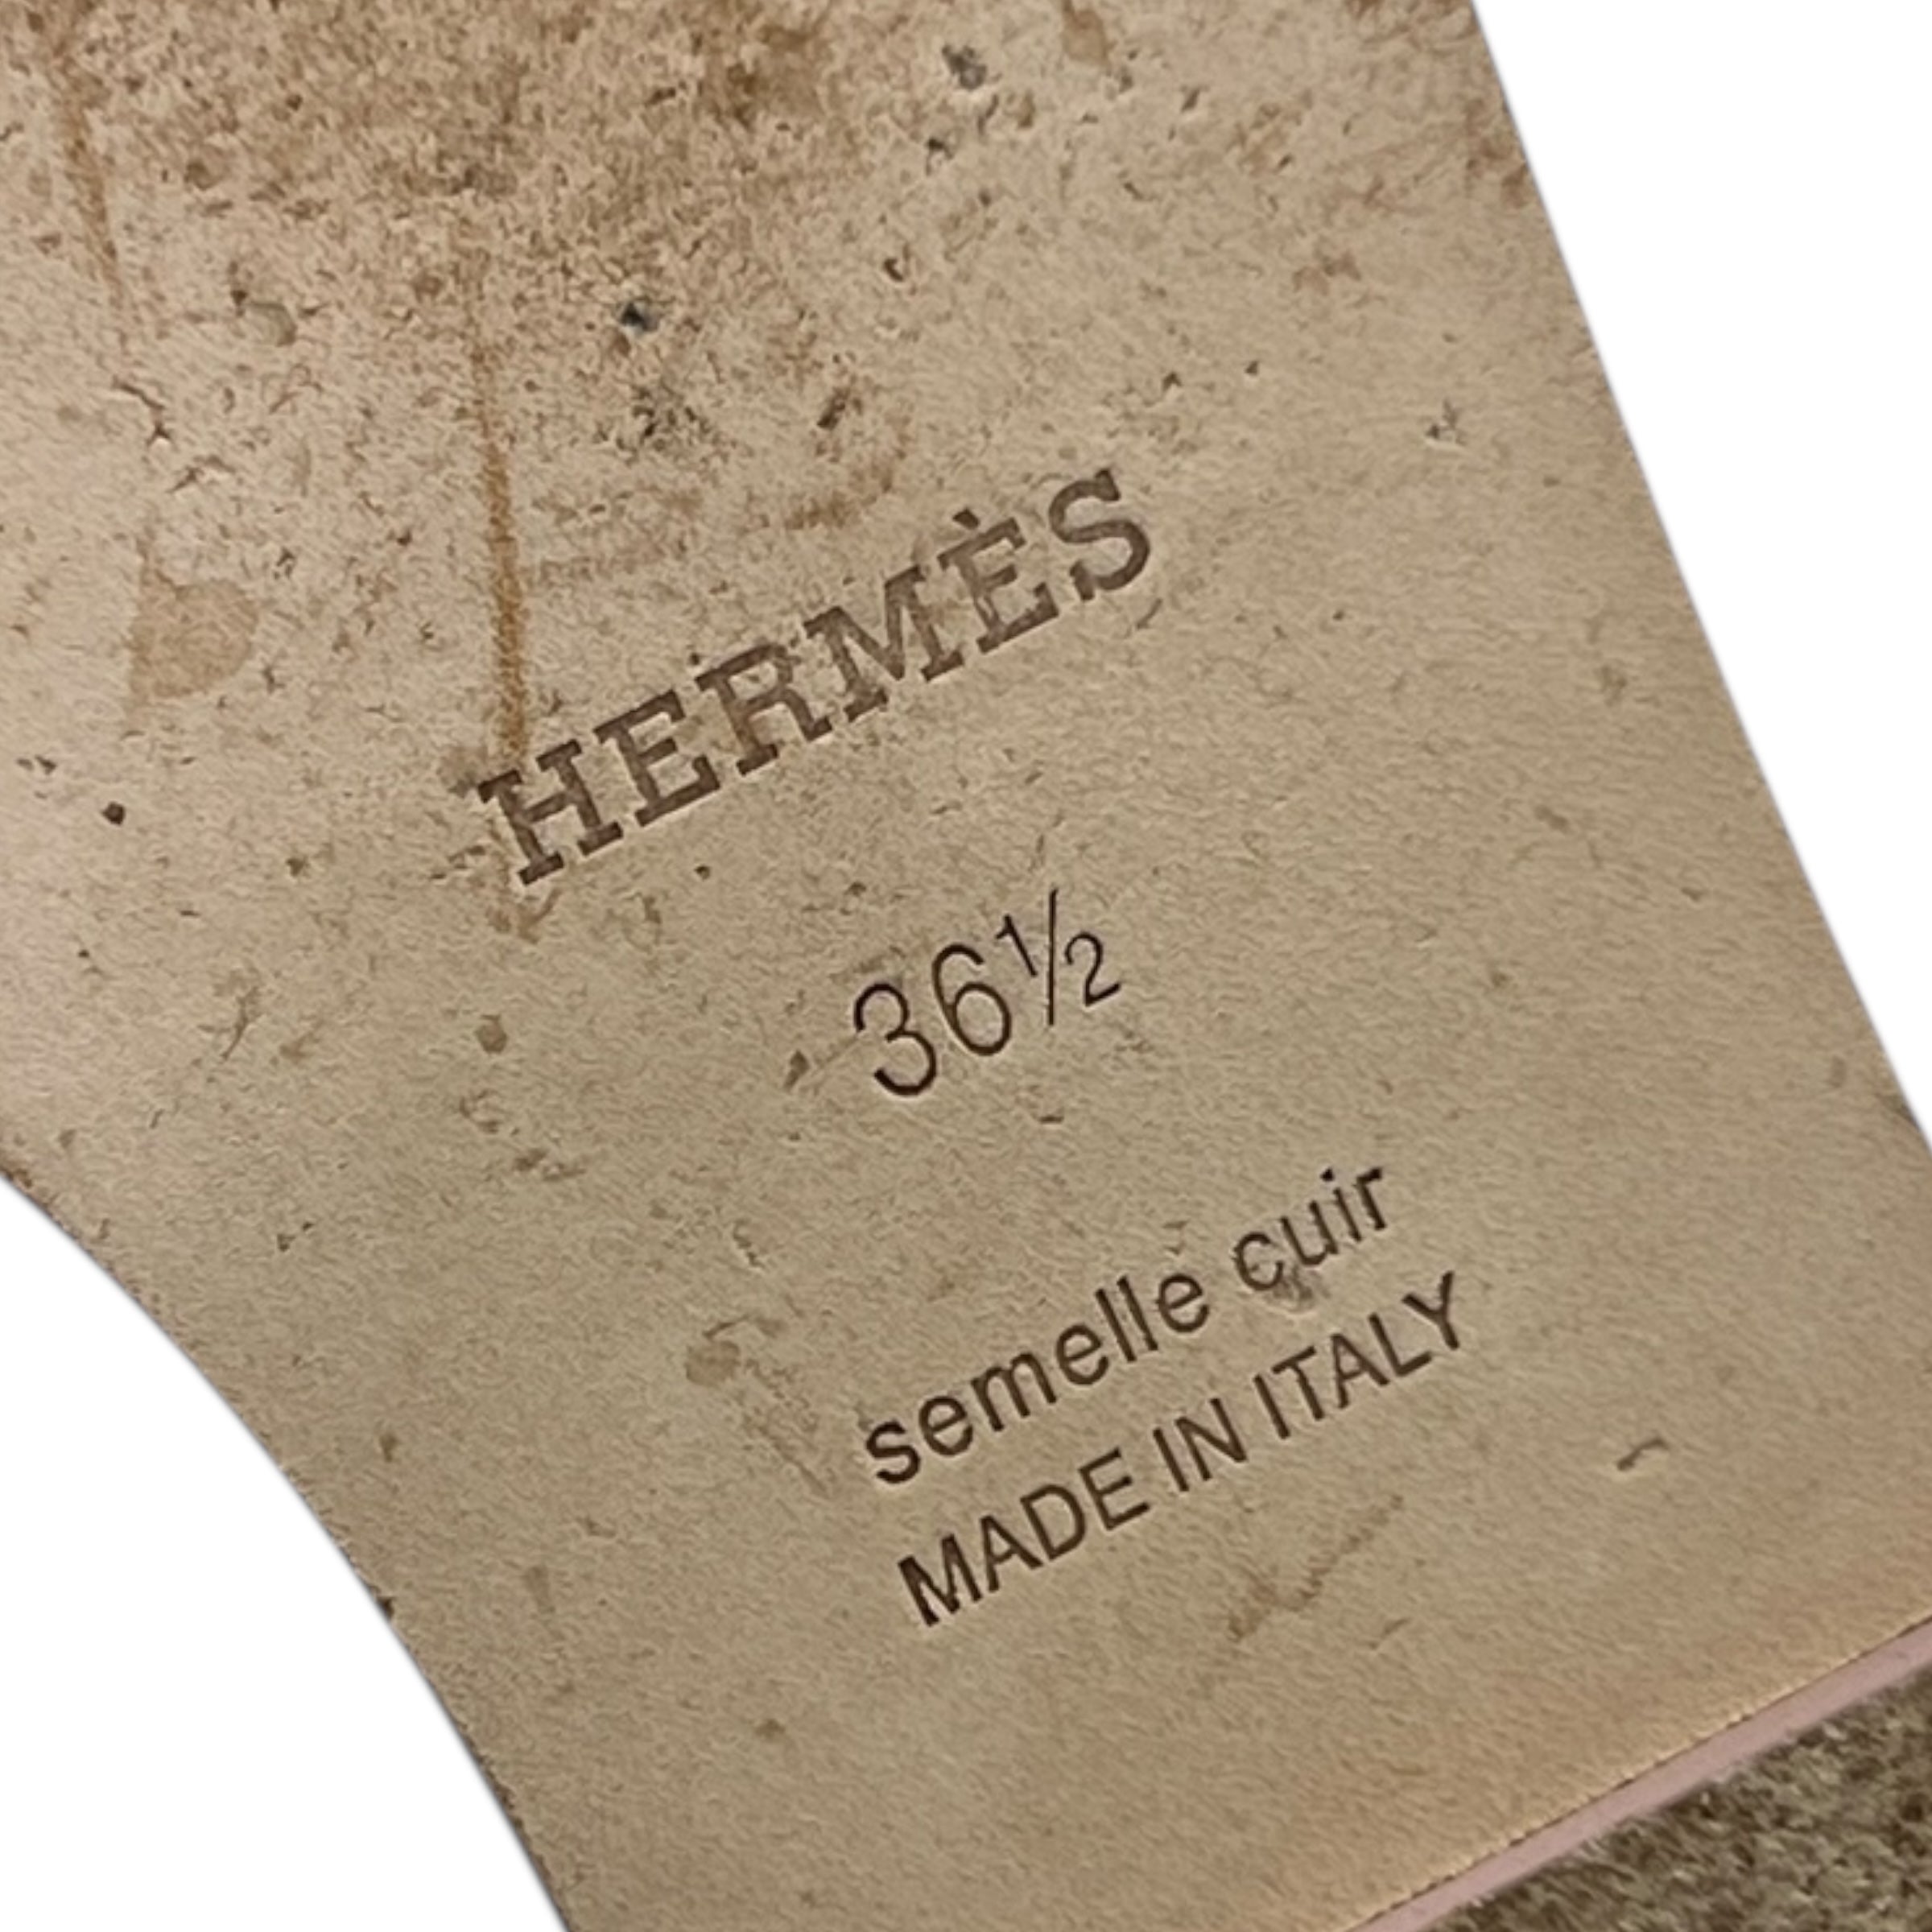 HERMÈS
36½
semelle cuir
MADE IN ITALY